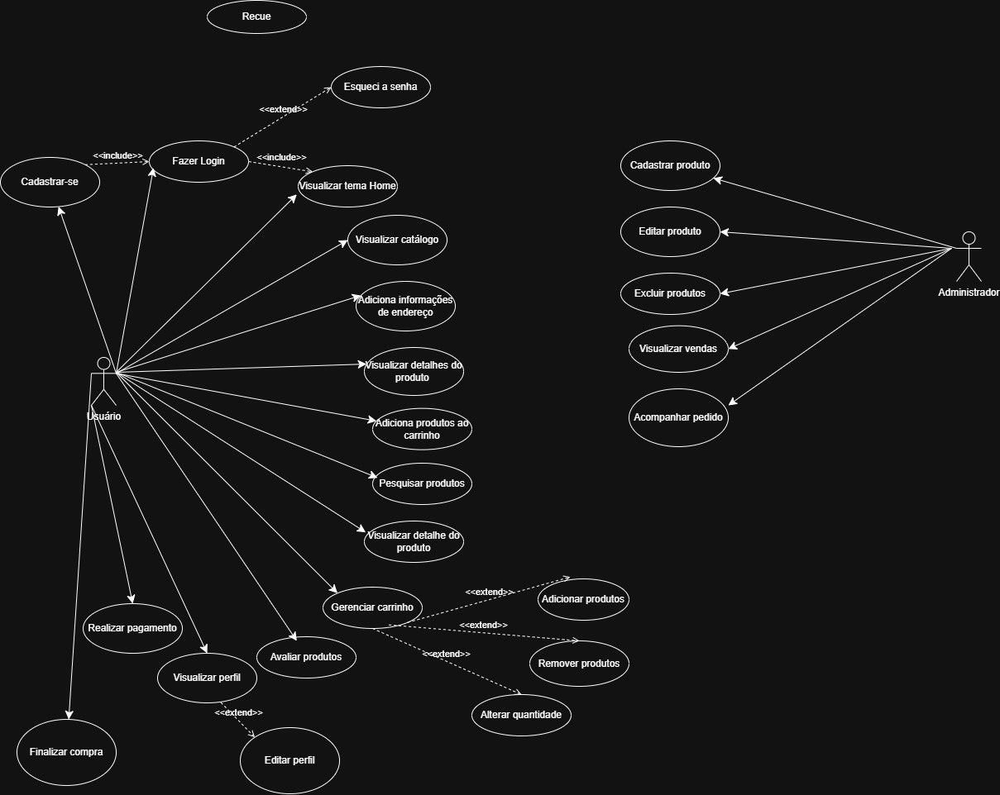 Recue
Esqueci a senha
<<extend>>
<<include>>
Fazer Login
<<include>>
Cadastrar-se
Visualizar tema Home
Cadastrar produto
Visualizar catálogo
Editar produto
Excluir produtos
Administrador
Adiciona informações
de endereço
Visualizar vendas
Visualizar detalhes do
produto
Usuário
Acompanhar pedido
Adiciona produtos ao
carrinho
Pesquisar produtos
Visualizar detalhe do
produto
<<extend>>
Adicionar produtos
Gerenciar carrinho
<<extend>>
Realizar pagamento
<<extend>>
Avaliar produtos
Remover produtos
Visualizar perfil
<<extend>>
Alterar quantidade
Finalizar compra
Editar perfil